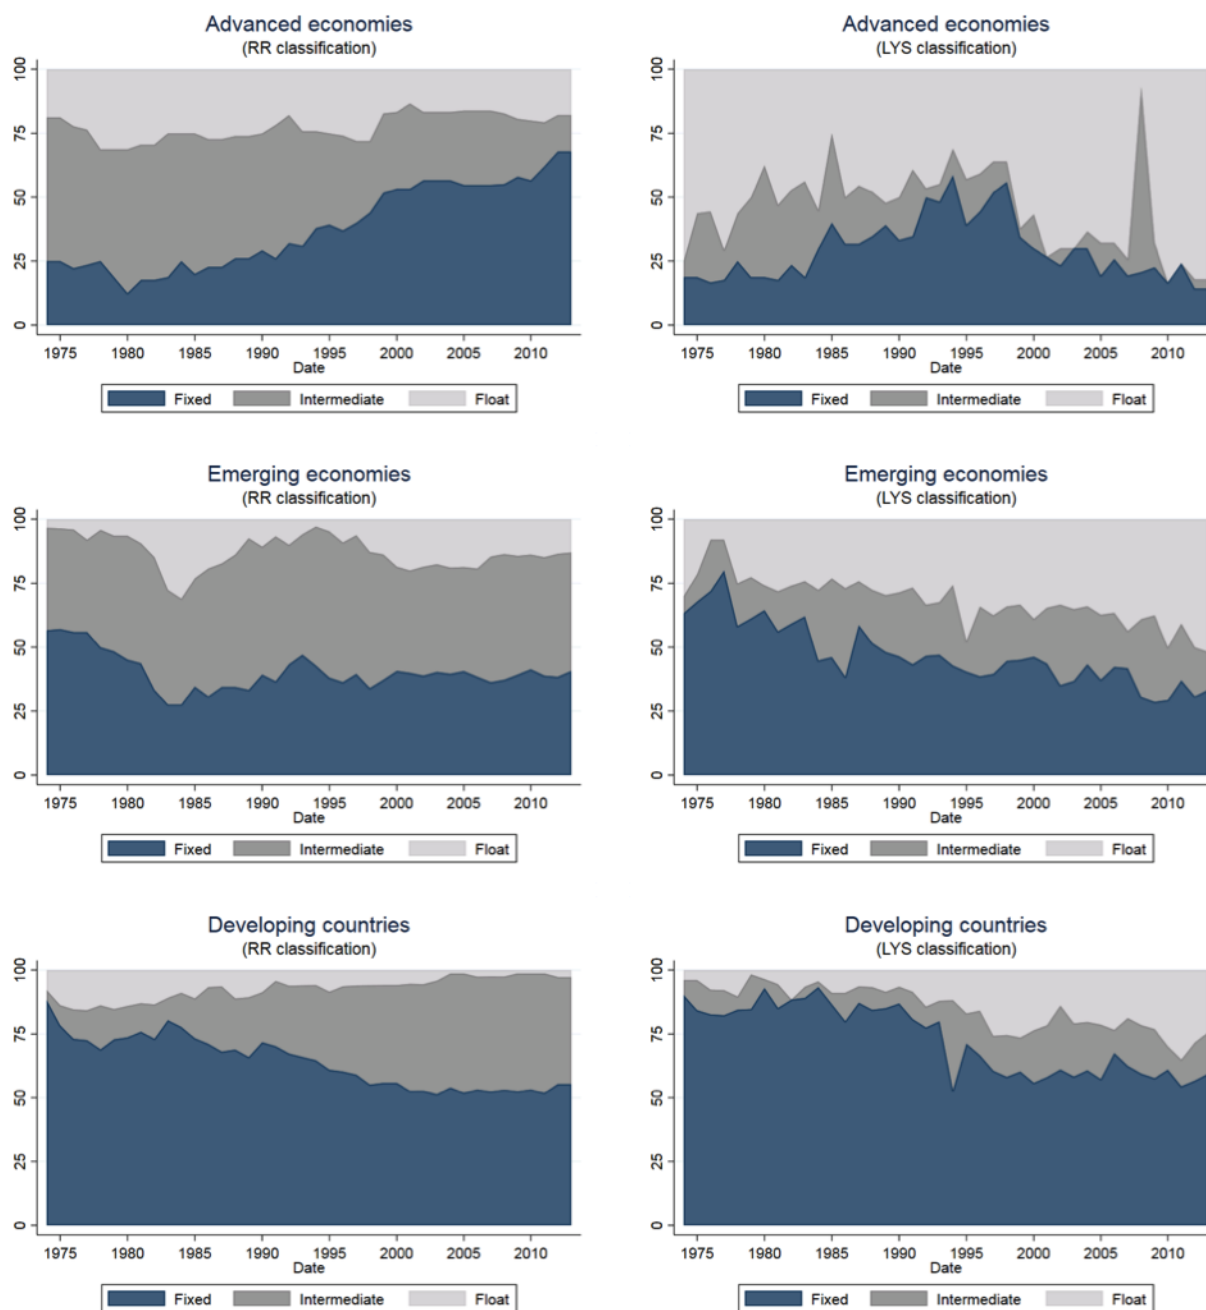 Advanced economies
(RR classification)
100
75
50
25
0
1975 1980 1985 1990 1995 2000 2005 2010
Date
Fixed Intermediate Float
Advanced economies
(LYS classification)
100
75
50
25
0
1975 1980 1985 1990 1995 2000 2005 2010
Date
Fixed Intermediate Float
Emerging economies
(RR classification)
100
75
50
25
0
1975 1980 1985 1990 1995 2000 2005 2010
Date
Fixed Intermediate Float
Emerging economies
(LYS classification)
100
75
50
25
0
1975 1980 1985 1990 1995 2000 2005 2010
Date
Fixed Intermediate Float
Developing countries
(RR classification)
100
75
50
25
0
1975 1980 1985 1990 1995 2000 2005 2010
Date
Fixed Intermediate Float
Developing countries
(LYS classification)
100
75
50
25
0
1975 1980 1985 1990 1995 2000 2005 2010
Date
Fixed Intermediate Float